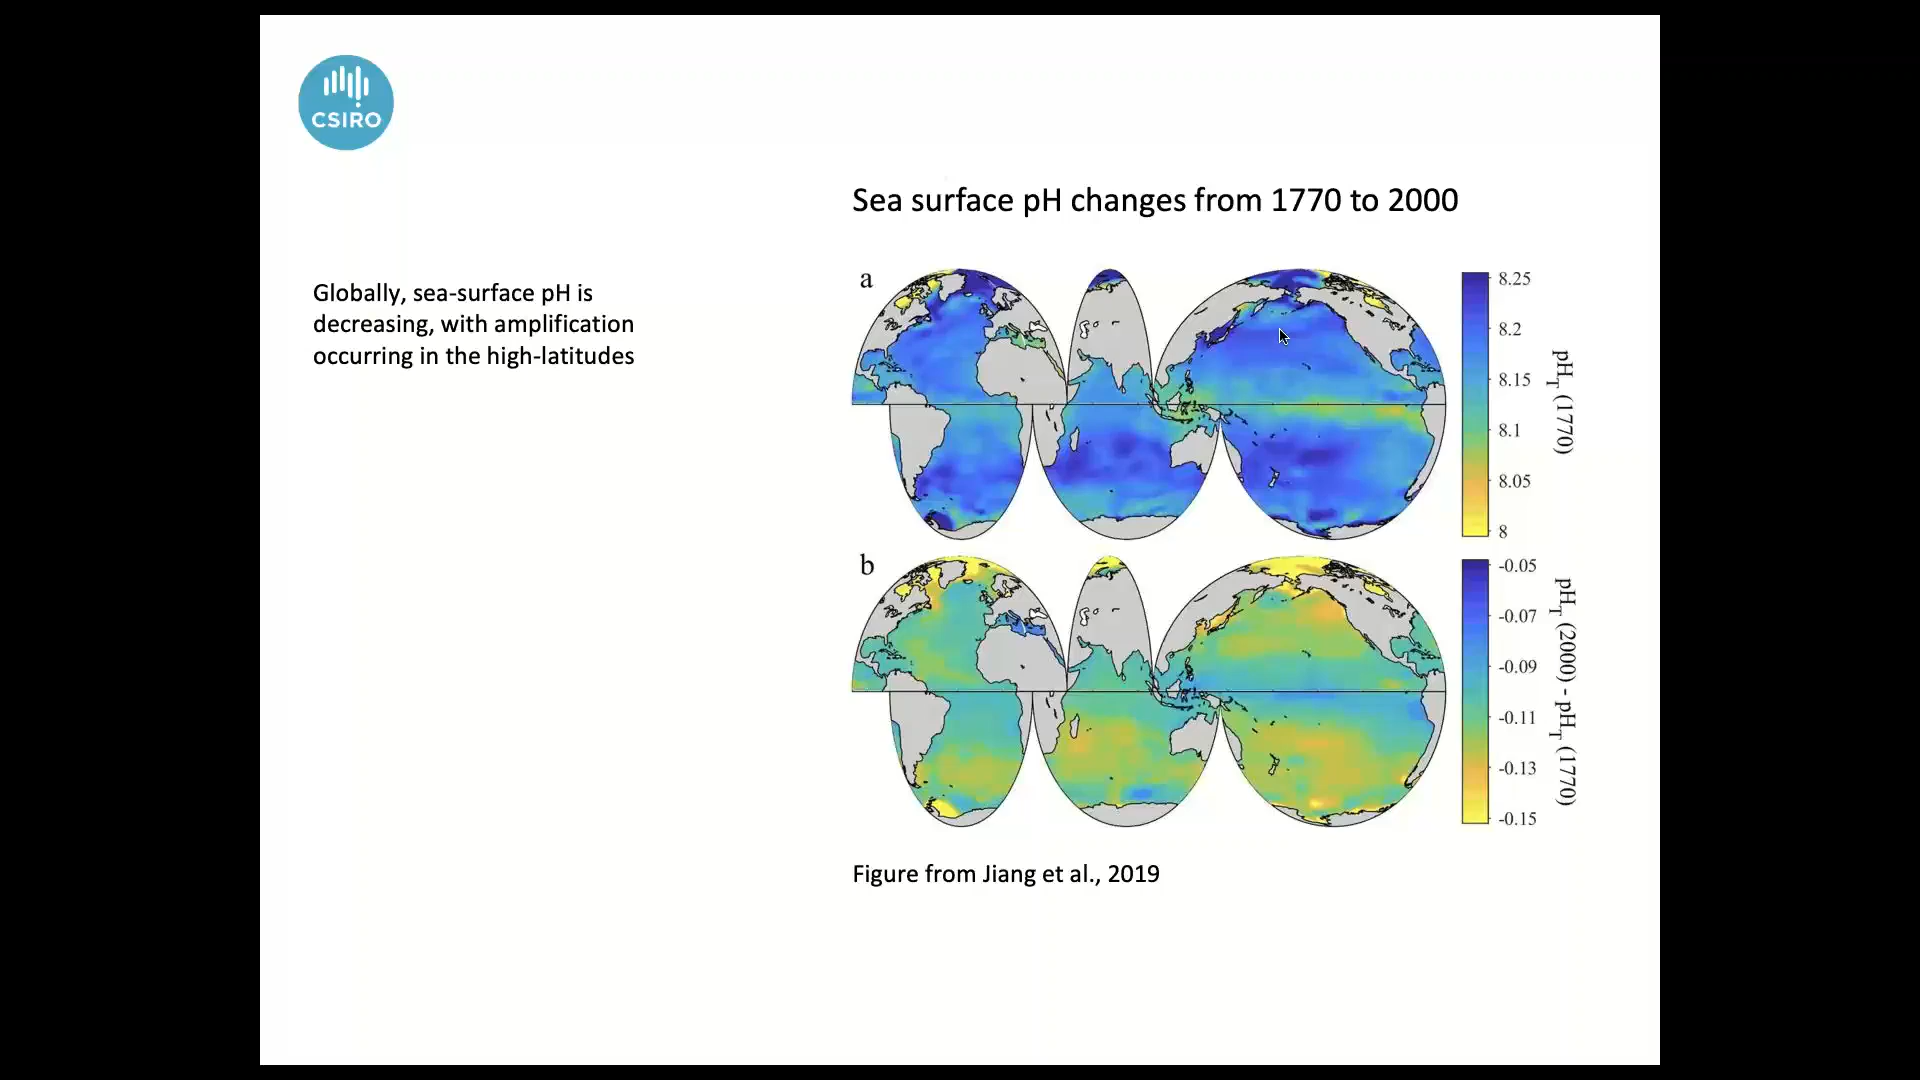 CSIRO
Sea surface pH changes from 1770 to 2000
Globally, sea-surface pH is
decreasing, with amplification
occurring in the high-latitudes
a
8.25
8.2
8.15
8.1
8.05
8
pHT (1770)
b
-0.05
-0.07
-0.09
-0.11
-0.13
-0.15
pHT (2000) - pHT (1770)
Figure from Jiang et al., 2019